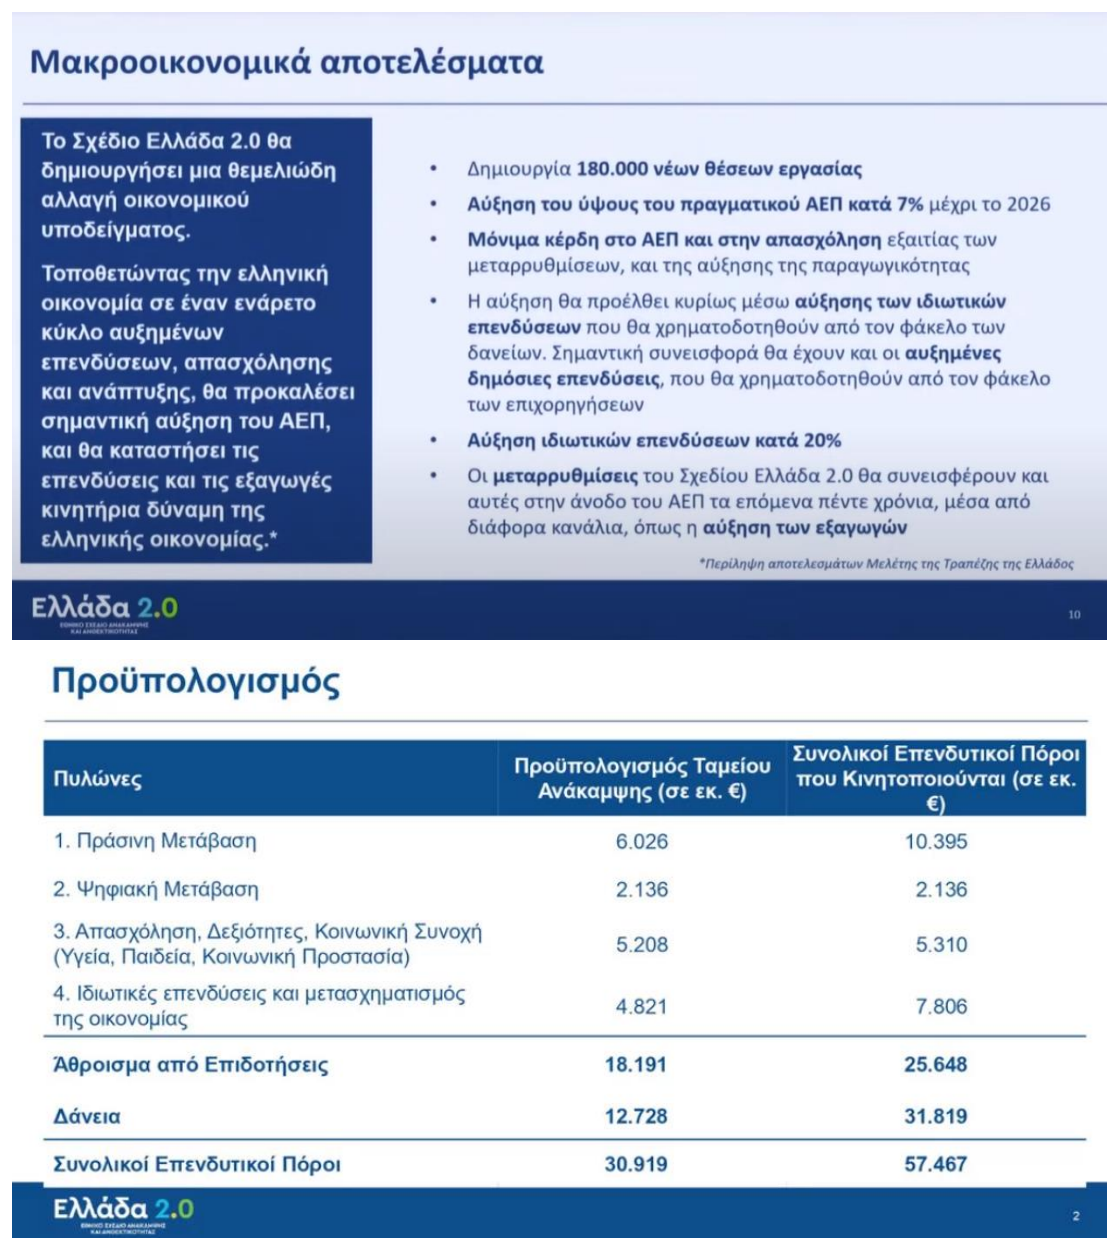 Μακροοικονομικά αποτελέσματα
Το Σχέδιο Ελλάδα 2.0 θα
δημιουργήσει μια θεμελιώδη
αλλαγή οικονομικού
υποδείγματος.
Τοποθετώντας την ελληνική
οικονομία σε έναν ενάρετο
κύκλο αυξημένων
επενδύσεων, απασχόλησης
και ανάπτυξης, θα προκαλέσει
σημαντική αύξηση του ΑΕΠ,
και θα καταστήσει τις
επενδύσεις και τις εξαγωγές
κινητήρια δύναμη της
ελληνικής οικονομίας.*
• Δημιουργία 180.000 νέων θέσεων εργασίας
• Αύξηση του ύψους του πραγματικού ΑΕΠ κατά 7% μέχρι το 2026
• Μόνιμα κέρδη στο ΑΕΠ και στην απασχόληση εξαιτίας των
μεταρρυθμίσεων, και της αύξησης της παραγωγικότητας
• Η αύξηση θα προέλθει κυρίως μέσω αύξησης των ιδιωτικών
επενδύσεων που θα χρηματοδοτηθούν από τον φάκελο των
δανείων. Σημαντική συνεισφορά θα έχουν και οι αυξημένες
δημόσιες επενδύσεις, που θα χρηματοδοτηθούν από τον φάκελο
των επιχορηγήσεων
• Αύξηση ιδιωτικών επενδύσεων κατά 20%
• Οι μεταρρυθμίσεις του Σχεδίου Ελλάδα 2.0 θα συνεισφέρουν και
αυτές στην άνοδο του ΑΕΠ τα επόμενα πέντε χρόνια, μέσα από
διάφορα κανάλια, όπως η αύξηση των εξαγωγών
*Περίληψη αποτελεσμάτων Μελέτης της Τραπέζης της Ελλάδος
Ελλάδα 2.0
ΕΘΝΙΚΟ ΣΧΕΔΙΟ ΑΝΑΚΑΜΨΗΣ
ΚΑΙ ΑΝΘΕΚΤΙΚΟΤΗΤΑΣ
10
Προϋπολογισμός
Πυλώνες
Προϋπολογισμός Ταμείου
Ανάκαμψης (σε εκ. €)
Συνολικοί Επενδυτικοί Πόροι
που Κινητοποιούνται (σε εκ.
€)
1. Πράσινη Μετάβαση 6.026 10.395
2. Ψηφιακή Μετάβαση 2.136 2.136
3. Απασχόληση, Δεξιότητες, Κοινωνική Συνοχή
(Υγεία, Παιδεία, Κοινωνική Προστασία) 5.208 5.310
4. Ιδιωτικές επενδύσεις και μετασχηματισμός
της οικονομίας 4.821 7.806
Άθροισμα από Επιδοτήσεις 18.191 25.648
Δάνεια 12.728 31.819
Συνολικοί Επενδυτικοί Πόροι 30.919 57.467
Ελλάδα 2.0
ΕΘΝΙΚΟ ΣΧΕΔΙΟ ΑΝΑΚΑΜΨΗΣ
ΚΑΙ ΑΝΘΕΚΤΙΚΟΤΗΤΑΣ
2